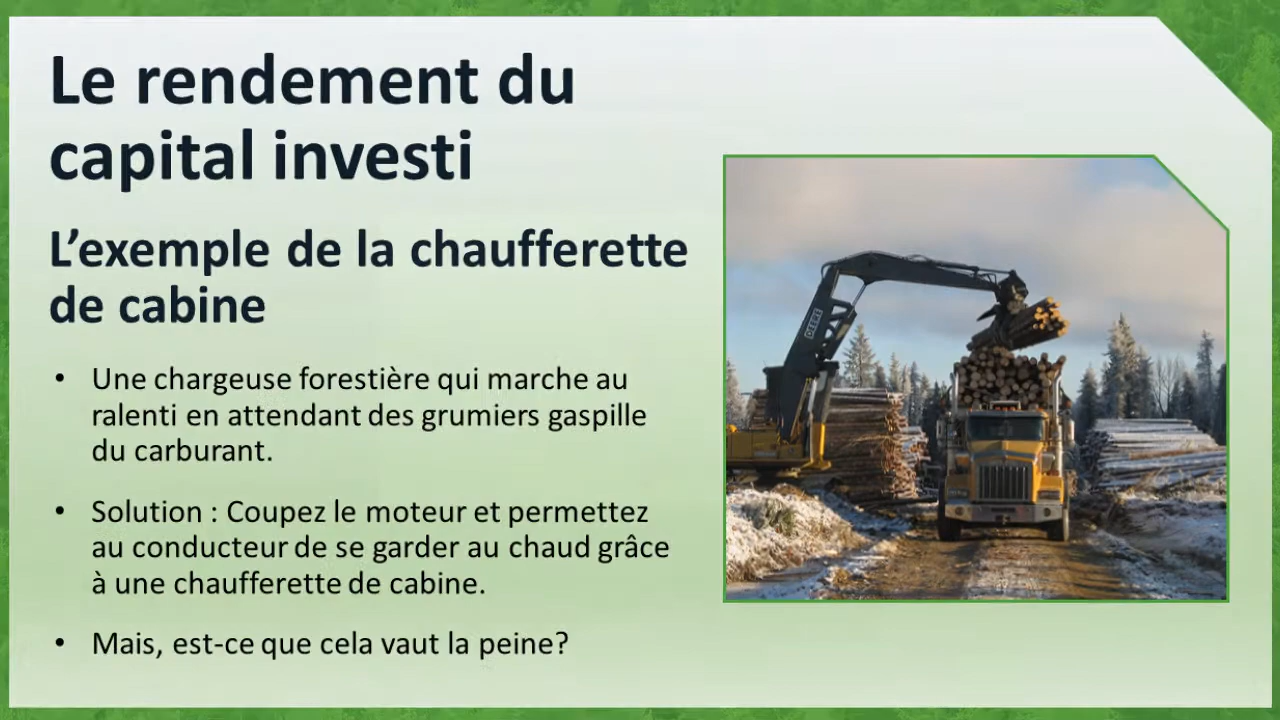 Le rendement du
capital investi
L’exemple de la chaufferette
de cabine
• Une chargeuse forestière qui marche au
ralenti en attendant des grumiers gaspille
du carburant.
• Solution : Coupez le moteur et permettez
au conducteur de se garder au chaud grâce
à une chaufferette de cabine.
• Mais, est-ce que cela vaut la peine?
DEERE